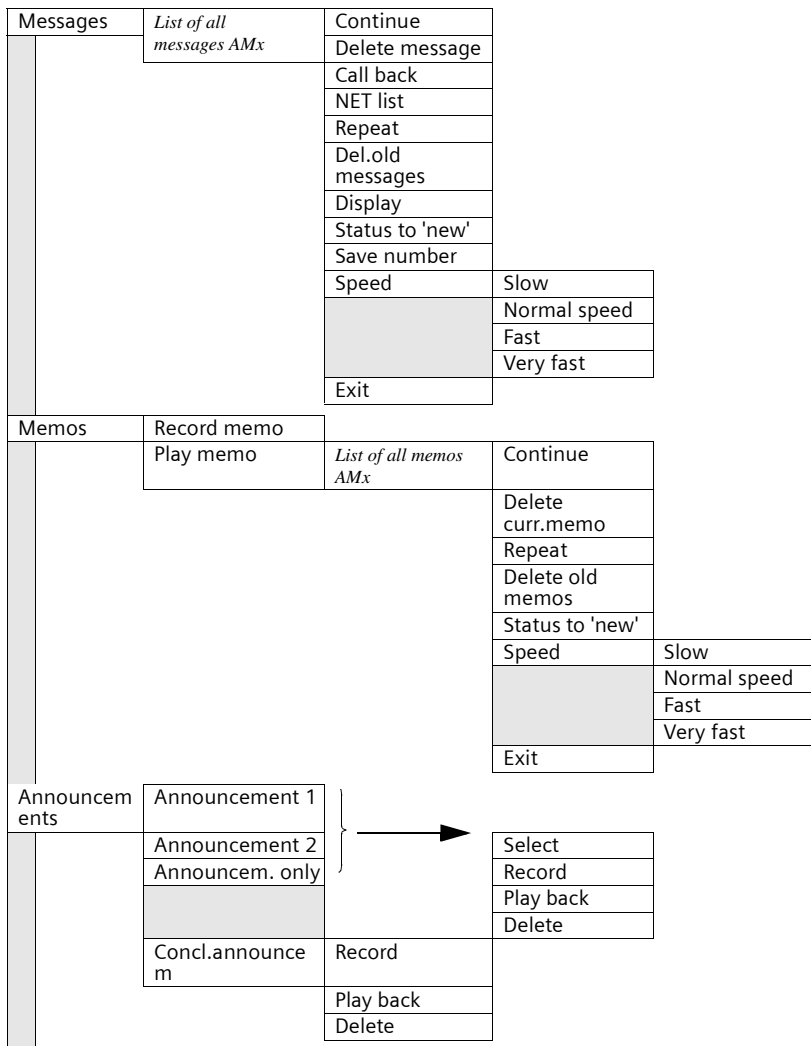 Messages
List of all
messages AMx
Continue
Delete message
Call back
NET list
Repeat
Del.old
messages
Display
Status to 'new'
Save number
Speed
Slow
Normal speed
Fast
Very fast
Exit
Memos
Record memo
Play memo
List of all memos
AMx
Continue
Delete
curr.memo
Repeat
Delete old
memos
Status to 'new'
Speed
Slow
Normal speed
Fast
Very fast
Exit
Announcem
ents
Announcement 1
Announcement 2
Select
Announcem. only
Record
Play back
Delete
Concl.announce
m
Record
Play back
Delete